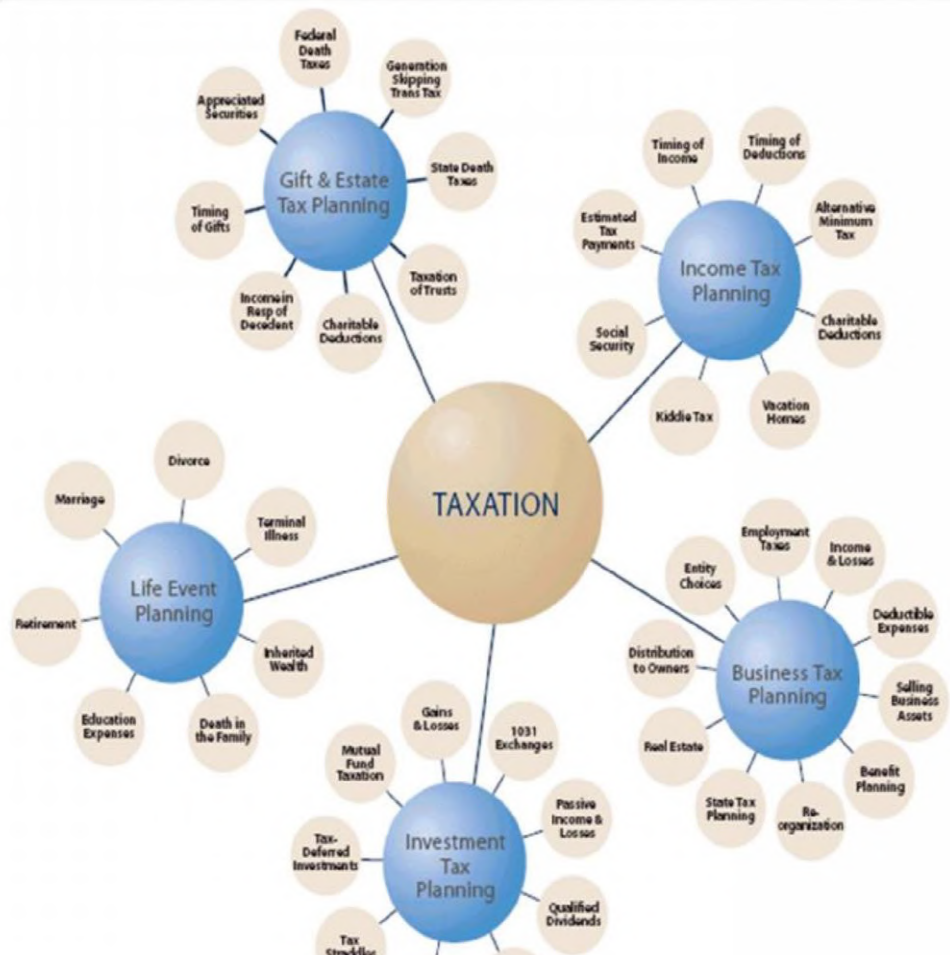 Federal
Death
Taxes
Generation
Skipping
Trans Tax
Appreciated
Securities
State Death
Taxes
Gift & Estate
Tax Planning
Timing
of Gifts
Taxation
of Trusts
Income in
Resp of
Decedent
Charitable
Deductions
Timing of
Income
Timing of
Deductions
Estimated
Tax
Payments
Alternative
Minimum
Tax
Income Tax
Planning
Social
Security
Charitable
Deductions
Kiddie Tax
Vacation
Homes
TAXATION
Divorce
Marriage
Terminal
Illness
Life Event
Planning
Retirement
Inherited
Wealth
Education
Expenses
Death in
the Family
Employment
Taxes
Income
& Losses
Entity
Choices
Deductible
Expenses
Distribution
to Owners
Business Tax
Planning
Selling
Business
Assets
Real Estate
Benefit
Planning
State Tax
Planning
Re-
organization
Gains
& Losses
1031
Exchanges
Mutual
Fund
Taxation
Passive
Income &
Losses
Tax-
Deferred
Investments
Investment
Tax
Planning
Qualified
Dividends
Tax
Straddles